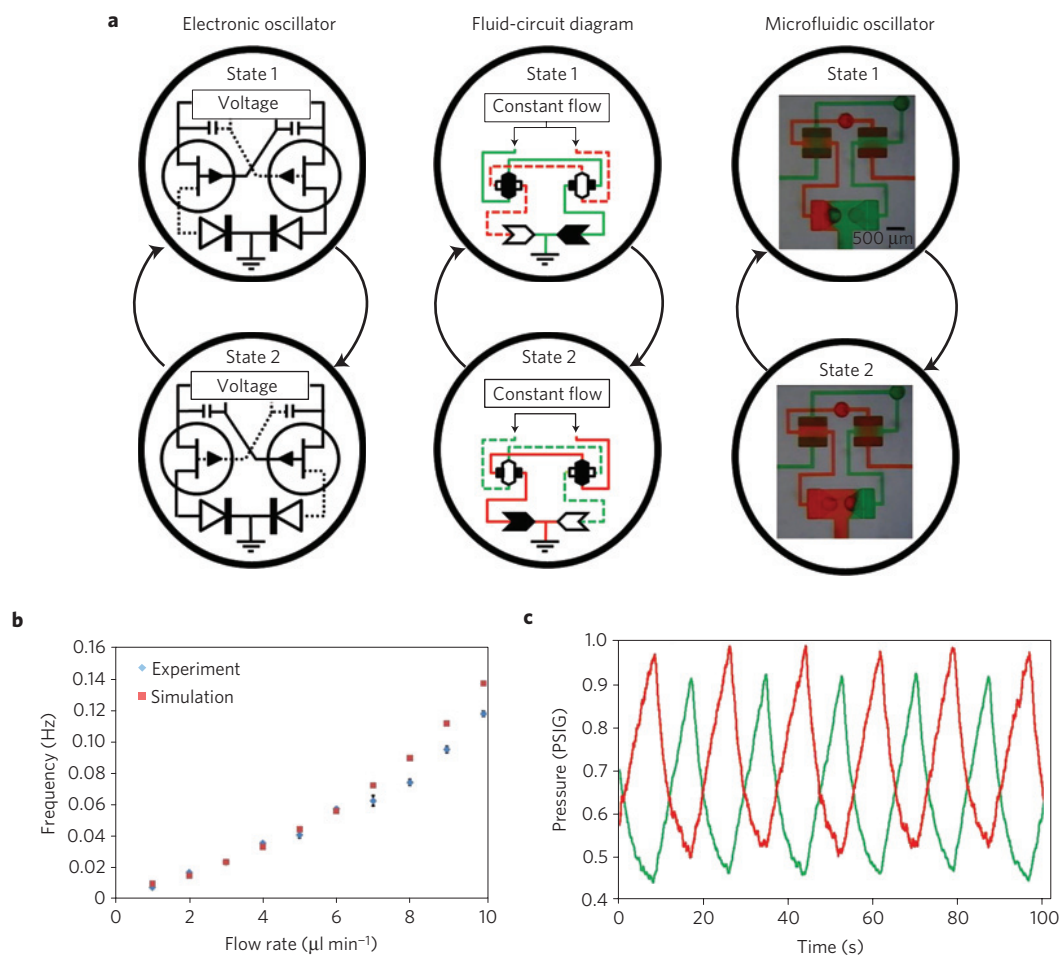 a
Electronic oscillator
Fluid-circuit diagram
Microfluidic oscillator
State 1
Voltage
State 1
Constant flow
State 1
500 μm
State 2
Voltage
State 2
Constant flow
State 2
b
Frequency (Hz)
0.16
0.14
0.12
0.10
0.08
0.06
0.04
0.02
0
Experiment
Simulation
0
2
4
6
8
10
Flow rate (μl min⁻¹)
c
Pressure (PSIG)
1.0
0.9
0.8
0.7
0.6
0.5
0.4
0
20
40
60
80
100
Time (s)